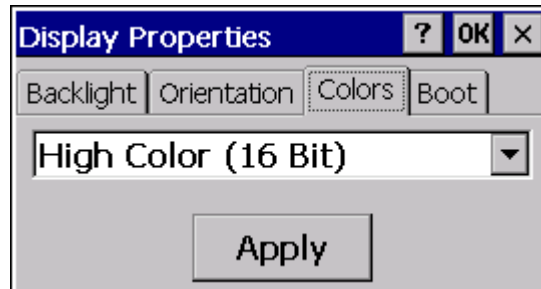 Display Properties ? OK ×
Backlight Orientation Colors Boot
High Color (16 Bit)
Apply